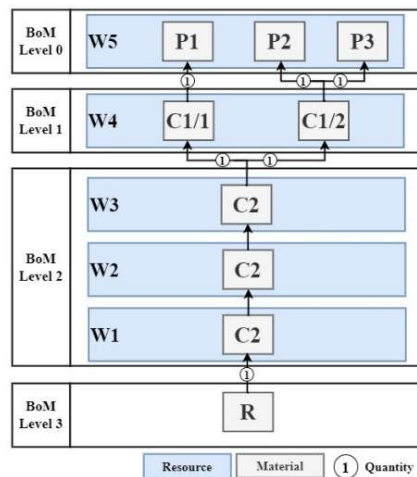 BoM
Level 0
W5
P1
P2
P3
1
1
1
BoM
Level 1
W4
C1/1
C1/2
1
1
BoM
Level 2
W3
C2
W2
C2
W1
C2
1
BoM
Level 3
R
Resource
Material
1
Quantity